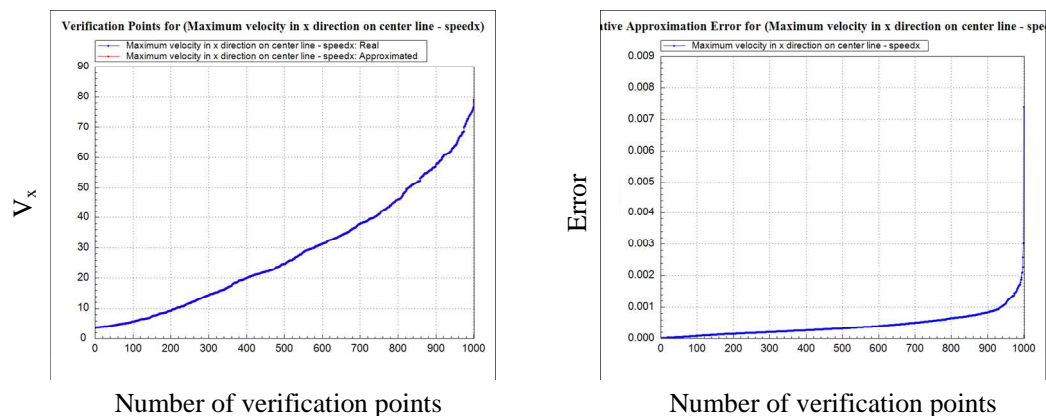 Verification Points for (Maximum velocity in x direction on center line - speedx)
Maximum velocity in x direction on center line - speedx: Real
Maximum velocity in x direction on center line - speedx: Approximated
90
80
70
60
50
40
30
20
10
0
0 100 200 300 400 500 600 700 800 900 1000
V x
Number of verification points
tive Approximation Error for (Maximum velocity in x direction on center line - spee
Maximum velocity in x direction on center line - speedx
0.009
0.008
0.007
0.006
0.005
0.004
0.003
0.002
0.001
0.000
0 100 200 300 400 500 600 700 800 900 1000
Error
Number of verification points